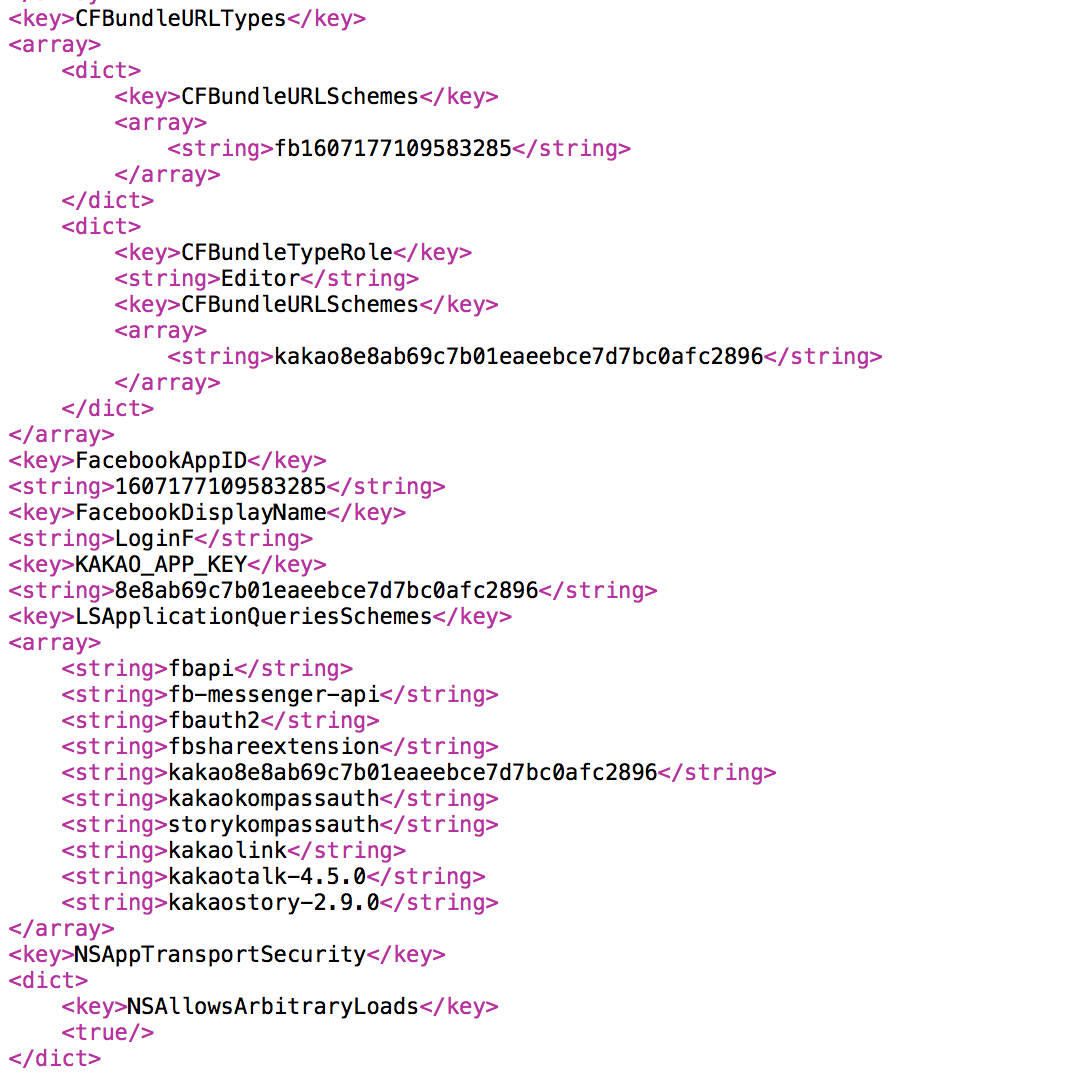 <key>CFBundleURLTypes</key>
<array>
<dict>
<key>CFBundleURLSchemes</key>
<array>
<string>fb1607177109583285</string>
</array>
</dict>
<dict>
<key>CFBundleTypeRole</key>
<string>Editor</string>
<key>CFBundleURLSchemes</key>
<array>
<string>kakao8e8ab69c7b01eaeebce7d7bc0afc2896</string>
</array>
</dict>
</array>
<key>FacebookAppID</key>
<string>1607177109583285</string>
<key>FacebookDisplayName</key>
<string>LoginF</string>
<key>KAKAO_APP_KEY</key>
<string>8e8ab69c7b01eaeebce7d7bc0afc2896</string>
<key>LSApplicationQueriesSchemes</key>
<array>
<string>fbapi</string>
<string>fb-messenger-api</string>
<string>fbauth2</string>
<string>fbshareextension</string>
<string>kakao8e8ab69c7b01eaeebce7d7bc0afc2896</string>
<string>kakaokompassauth</string>
<string>storykompassauth</string>
<string>kakaolink</string>
<string>kakaotalk-4.5.0</string>
<string>kakaostory-2.9.0</string>
</array>
<key>NSAppTransportSecurity</key>
<dict>
<key>NSAllowsArbitraryLoads</key>
<true/>
</dict>